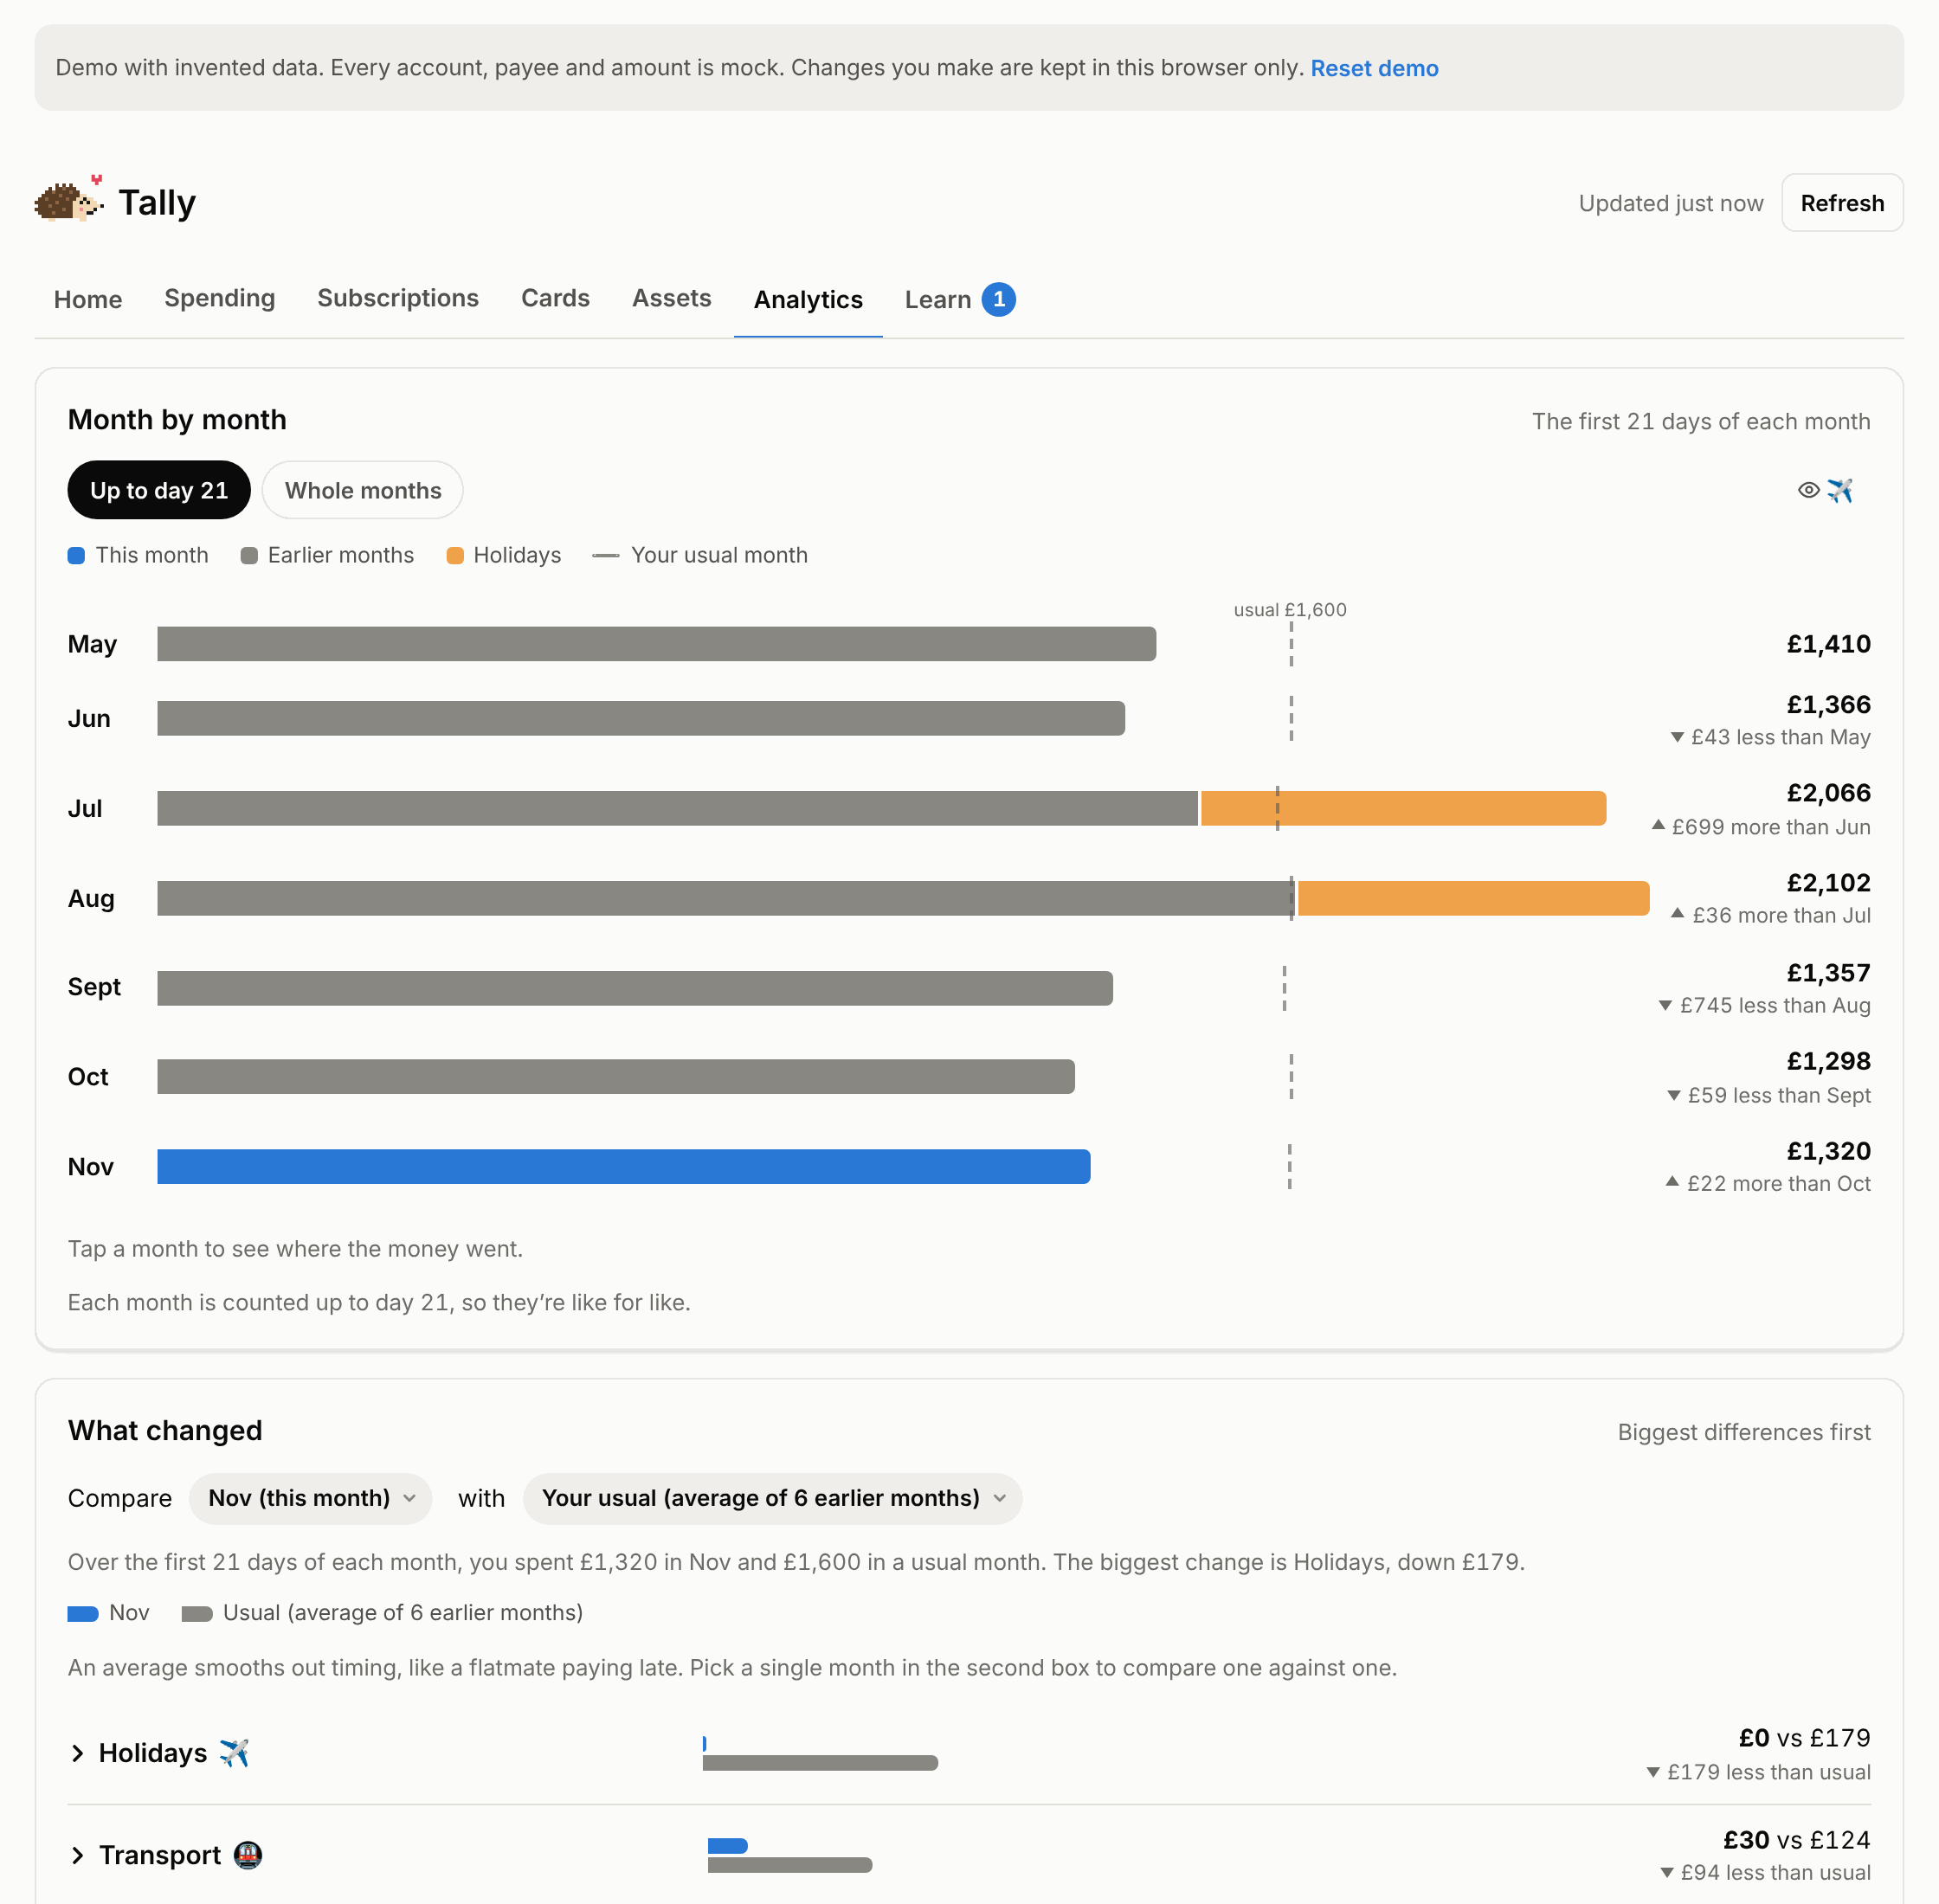 Demo with invented data. Every account, payee and amount is mock. Changes you make are kept in this browser only. Reset demo
Tally
Updated just now
Refresh
Home
Spending
Subscriptions
Cards
Assets
Analytics
Learn 1
Month by month
The first 21 days of each month
Up to day 21
Whole months
This month
Earlier months
Holidays
Your usual month
usual £1,600
May
£1,410
Jun
£1,366
▼ £43 less than May
Jul
£2,066
▲ £699 more than Jun
Aug
£2,102
▲ £36 more than Jul
Sept
£1,357
▼ £745 less than Aug
Oct
£1,298
▼ £59 less than Sept
Nov
£1,320
▲ £22 more than Oct
Tap a month to see where the money went.
Each month is counted up to day 21, so they’re like for like.
What changed
Biggest differences first
Compare Nov (this month) with Your usual (average of 6 earlier months)
Over the first 21 days of each month, you spent £1,320 in Nov and £1,600 in a usual month. The biggest change is Holidays, down £179.
Nov
Usual (average of 6 earlier months)
An average smooths out timing, like a flatmate paying late. Pick a single month in the second box to compare one against one.
Holidays
£0 vs £179
▼ £179 less than usual
Transport
£30 vs £124
▼ £94 less than usual